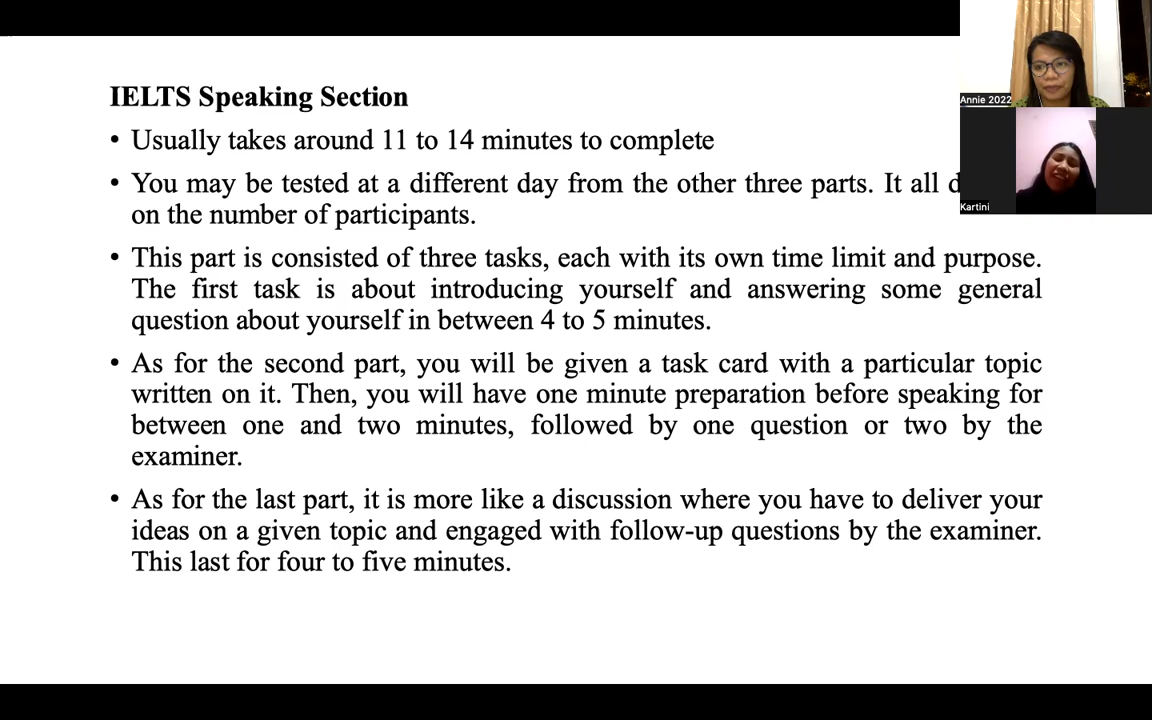 IELTS Speaking Section
• Usually takes around 11 to 14 minutes to complete
• You may be tested at a different day from the other three parts. It all d
on the number of participants.
• This part is consisted of three tasks, each with its own time limit and purpose.
The first task is about introducing yourself and answering some general
question about yourself in between 4 to 5 minutes.
• As for the second part, you will be given a task card with a particular topic
written on it. Then, you will have one minute preparation before speaking for
between one and two minutes, followed by one question or two by the
examiner.
• As for the last part, it is more like a discussion where you have to deliver your
ideas on a given topic and engaged with follow-up questions by the examiner.
This last for four to five minutes.
Annie 2022
Kartini